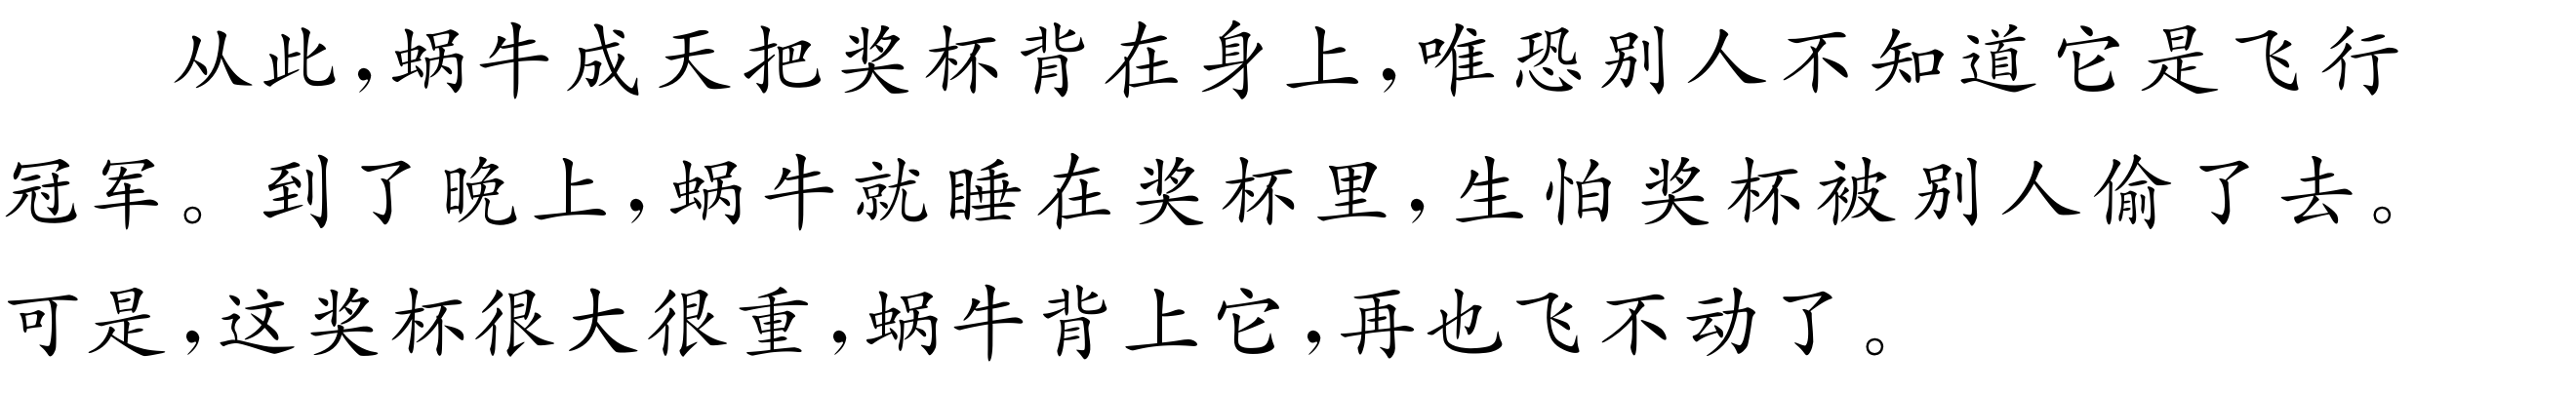 从此,蜗牛成天把奖杯背在身上,唯恐别人不知道它是飞行
冠军。到了晚上,蜗牛就睡在奖杯里,生怕奖杯被别人偷了去。
可是,这奖杯很大很重,蜗牛背上它,再也飞不动了。